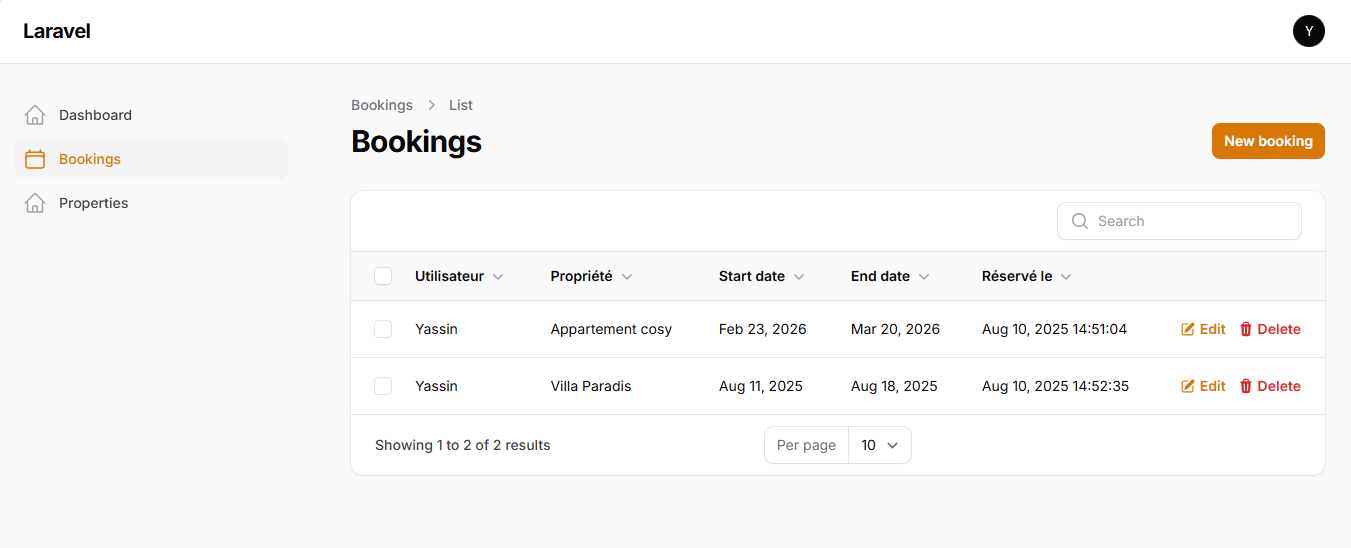 Laravel
Y
Dashboard
Bookings
Properties
Bookings > List
Bookings
New booking
Search
Utilisateur Propriété Start date End date Réservé le
Yassin Appartement cosy Feb 23, 2026 Mar 20, 2026 Aug 10, 2025 14:51:04 Edit Delete
Yassin Villa Paradis Aug 11, 2025 Aug 18, 2025 Aug 10, 2025 14:52:35 Edit Delete
Showing 1 to 2 of 2 results Per page 10